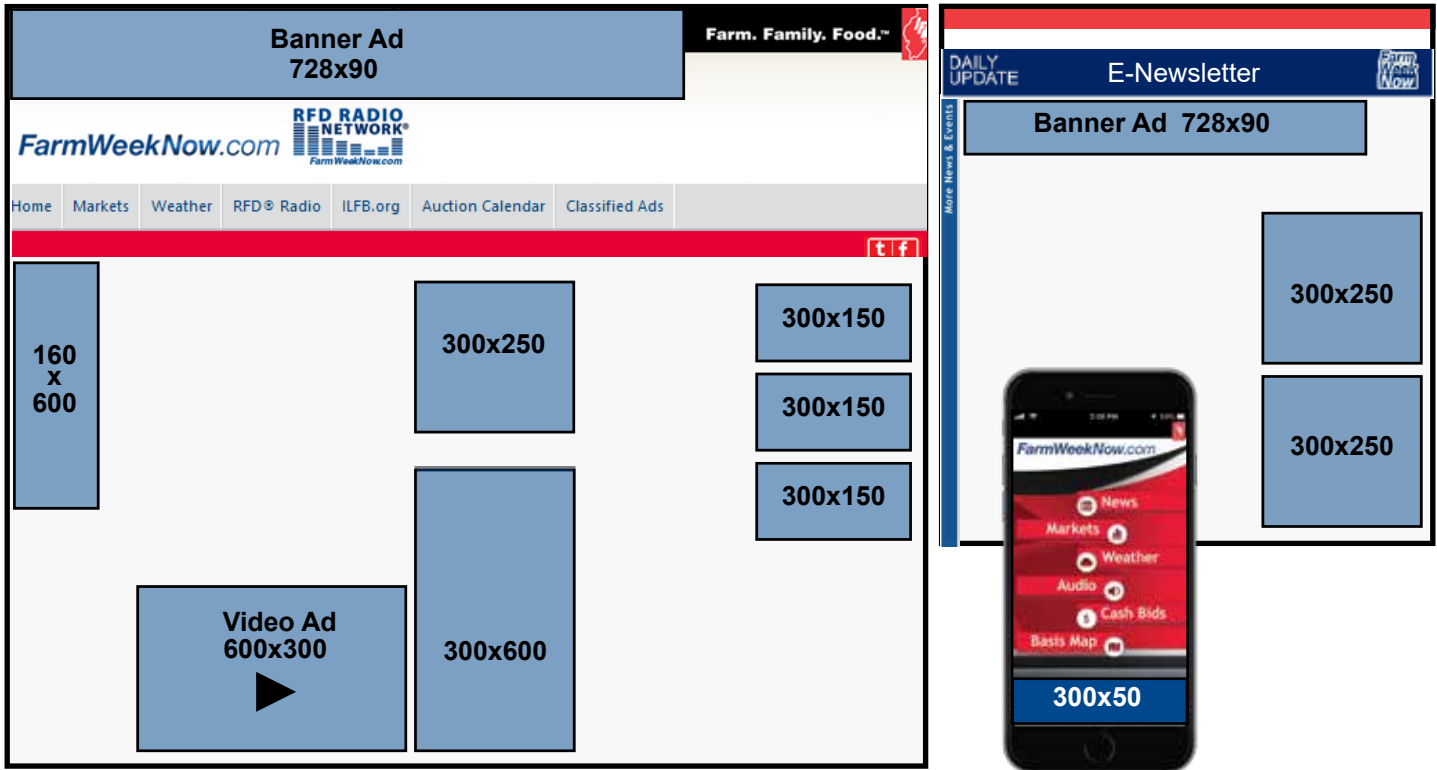 Banner Ad
728x90
Farm. Family. Food.™
FarmWeekNow.com
RFD RADIO
NETWORK®
FarmWeekNow.com
Home Markets Weather RFD® Radio ILFB.org Auction Calendar Classified Ads
t f
160
x
600
300x250
300x150
300x150
300x150
Video Ad
600x300
300x600
DAILY
UPDATE
E-Newsletter
Farm
Week
Now
More News & Events
Banner Ad 728x90
300x250
300x250
FarmWeekNow.com
News
Markets
Weather
Audio
Cash Bids
Basis Map
300x50